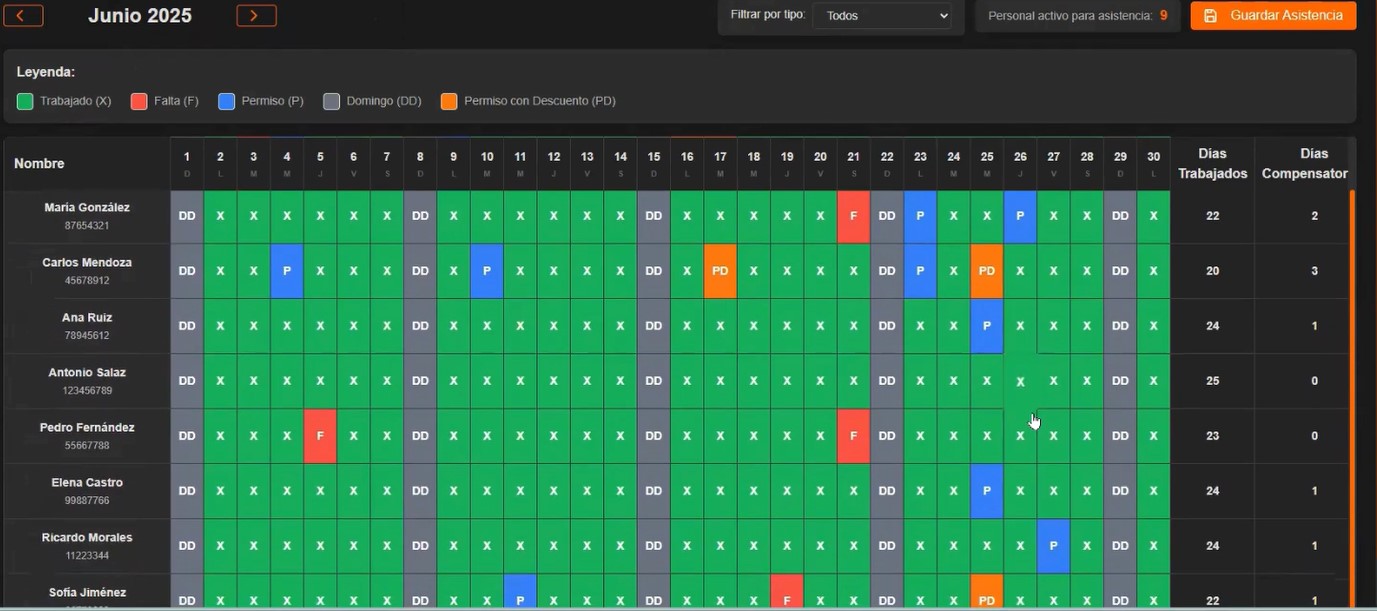 Junio 2025
Filtrar por tipo: Todos
Personal activo para asistencia: 9
Guardar Asistencia
Leyenda:
Trabajado (X) Falta (F) Permiso (P) Domingo (DD) Permiso con Descuento (PD)
Nombre 1 2 3 4 5 6 7 8 9 10 11 12 13 14 15 16 17 18 19 20 21 22 23 24 25 26 27 28 29 30 Dias Trabajados Dias Compensator
D L M M J V S D L M M J V S D L M M J V S D L M M J V S D L
María González DD X X X X X X DD X X X X X X DD X X X X X F DD P X X P X X DD X 22 2
87654321
Carlos Mendoza DD X X P X X X DD X P X X X X DD X PD X X X X DD P X PD X X X DD X 20 3
45678912
Ana Ruiz DD X X X X X X DD X X X X X X DD X X X X X X DD X X P X X X DD X 24 1
78945612
Antonio Salaz DD X X X X X X DD X X X X X X DD X X X X X X DD X X X X X X DD X 25 0
123456789
Pedro Fernández DD X X X F X X DD X X X X X X DD X X X X X F DD X X X X X X DD X 23 0
55667788
Elena Castro DD X X X X X X DD X X X X X X DD X X X X X X DD X X P X X X DD X 24 1
99887766
Ricardo Morales DD X X X X X X DD X X X X X X DD X X X X X X DD X X X X P X DD X 24 1
11223344
Sofía Jiménez DD X X X X X X DD X X P X X X DD X X X F X X DD X X PD X X X DD X 22 1